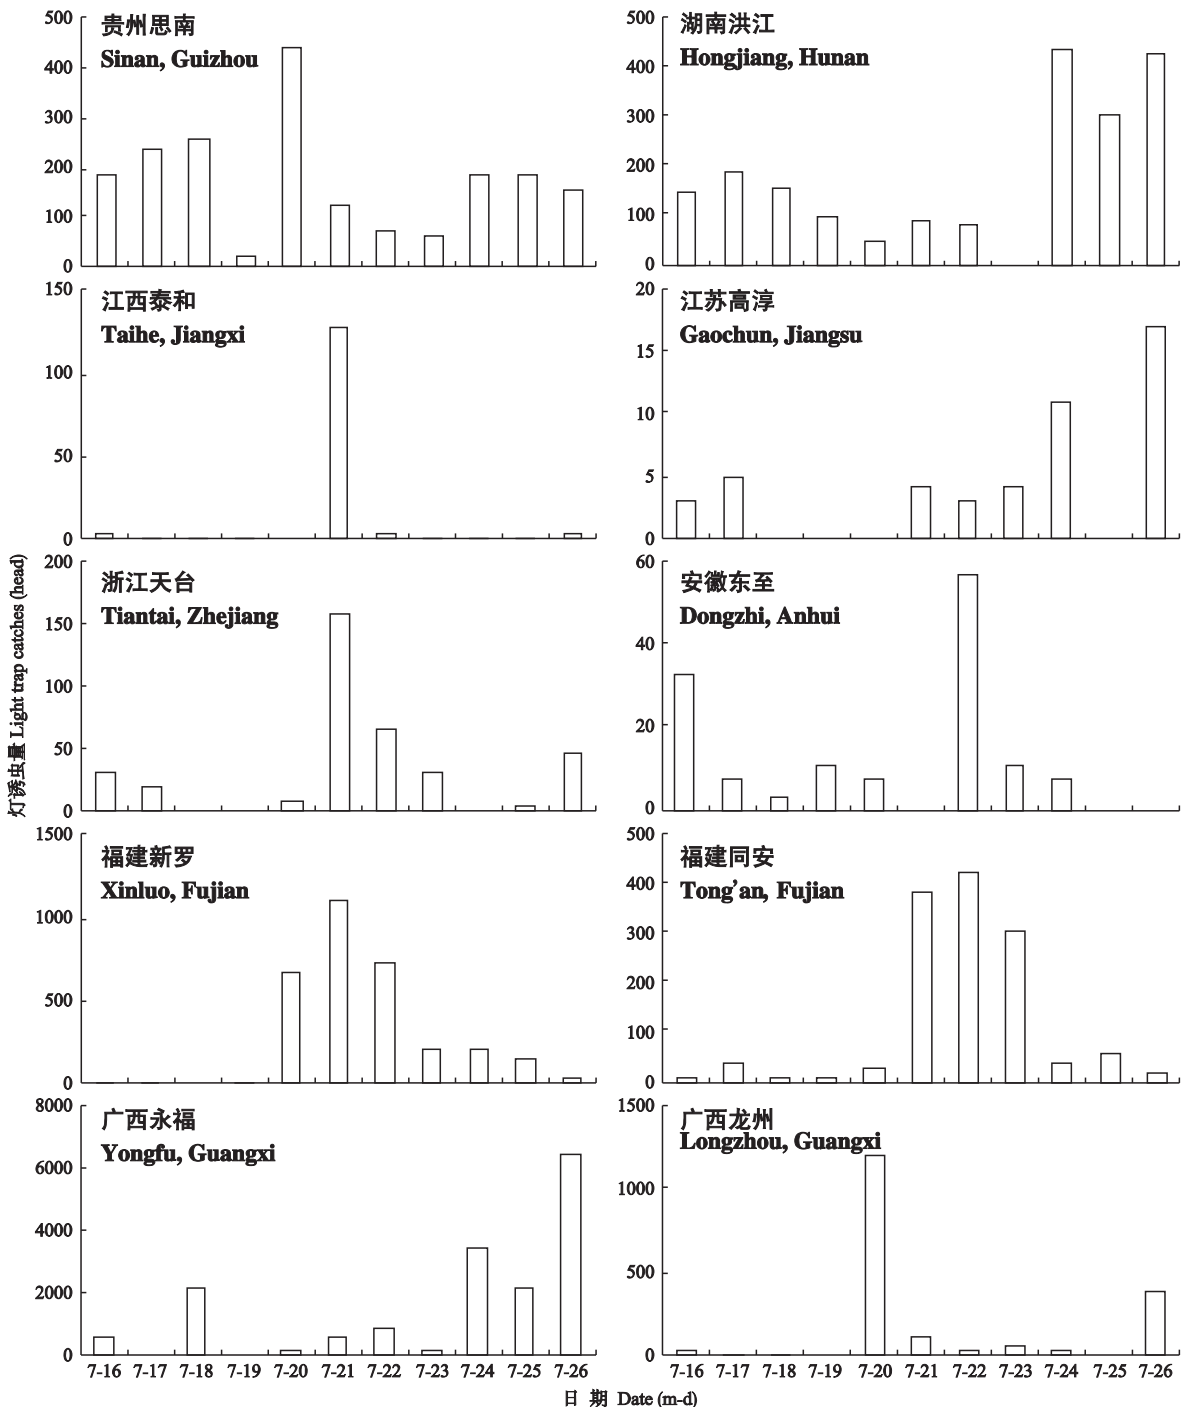 500
400
300
200
100
0
贵州思南
Sinan, Guizhou
500
400
300
200
100
0
湖南洪江
Hongjiang, Hunan
150
100
50
0
江西泰和
Taihe, Jiangxi
20
15
10
5
0
江苏高淳
Gaochun, Jiangsu
灯诱虫量 Light trap catches (head)
200
150
100
50
0
浙江天台
Tiantai, Zhejiang
60
40
20
0
安徽东至
Dongzhi, Anhui
1500
1000
500
0
福建新罗
Xinluo, Fujian
500
400
300
200
100
0
福建同安
Tong’an, Fujian
8000
6000
4000
2000
0
广西永福
Yongfu, Guangxi
1500
1000
500
0
广西龙州
Longzhou, Guangxi
7-16 7-17 7-18 7-19 7-20 7-21 7-22 7-23 7-24 7-25 7-26
7-16 7-17 7-18 7-19 7-20 7-21 7-22 7-23 7-24 7-25 7-26
日 期 Date (m-d)